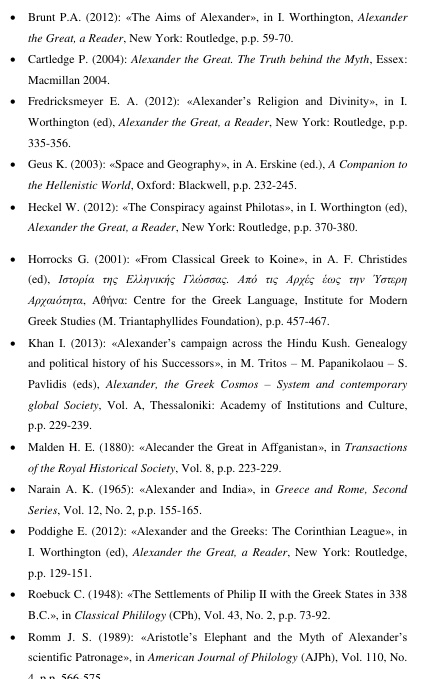 • Brunt P.A. (2012): «The Aims of Alexander», in I. Worthington, Alexander
the Great, a Reader, New York: Routledge, p.p. 59-70.
• Cartledge P. (2004): Alexander the Great. The Truth behind the Myth, Essex:
Macmillan 2004.
• Fredricksmeyer E. A. (2012): «Alexander’s Religion and Divinity», in I.
Worthington (ed), Alexander the Great, a Reader, New York: Routledge, p.p.
335-356.
• Geus K. (2003): «Space and Geography», in A. Erskine (ed.), A Companion to
the Hellenistic World, Oxford: Blackwell, p.p. 232-245.
• Heckel W. (2012): «The Conspiracy against Philotas», in I. Worthington (ed),
Alexander the Great, a Reader, New York: Routledge, p.p. 370-380.
• Horrocks G. (2001): «From Classical Greek to Koine», in A. F. Christides
(ed), Ιστορία της Ελληνικής Γλώσσας. Από τις Αρχές έως την Ύστερη
Αρχαιότητα, Αθήνα: Centre for the Greek Language, Institute for Modern
Greek Studies (M. Triantaphyllides Foundation), p.p. 457-467.
• Khan I. (2013): «Alexander’s campaign across the Hindu Kush. Genealogy
and political history of his Successors», in M. Tritos – M. Papanikolaou – S.
Pavlidis (eds), Alexander, the Greek Cosmos – System and contemporary
global Society, Vol. A, Thessaloniki: Academy of Institutions and Culture,
p.p. 229-239.
• Malden H. E. (1880): «Alecander the Great in Affganistan», in Transactions
of the Royal Historical Society, Vol. 8, p.p. 223-229.
• Narain A. K. (1965): «Alexander and India», in Greece and Rome, Second
Series, Vol. 12, No. 2, p.p. 155-165.
• Poddighe E. (2012): «Alexander and the Greeks: The Corinthian League», in
I. Worthington (ed), Alexander the Great, a Reader, New York: Routledge,
p.p. 129-151.
• Roebuck C. (1948): «The Settlements of Philip II with the Greek States in 338
B.C.», in Classical Phililogy (CPh), Vol. 43, No. 2, p.p. 73-92.
• Romm J. S. (1989): «Aristotle’s Elephant and the Myth of Alexander’s
scientific Patronage», in American Journal of Philology (AJPh), Vol. 110, No.
4, p.p. 566-575.